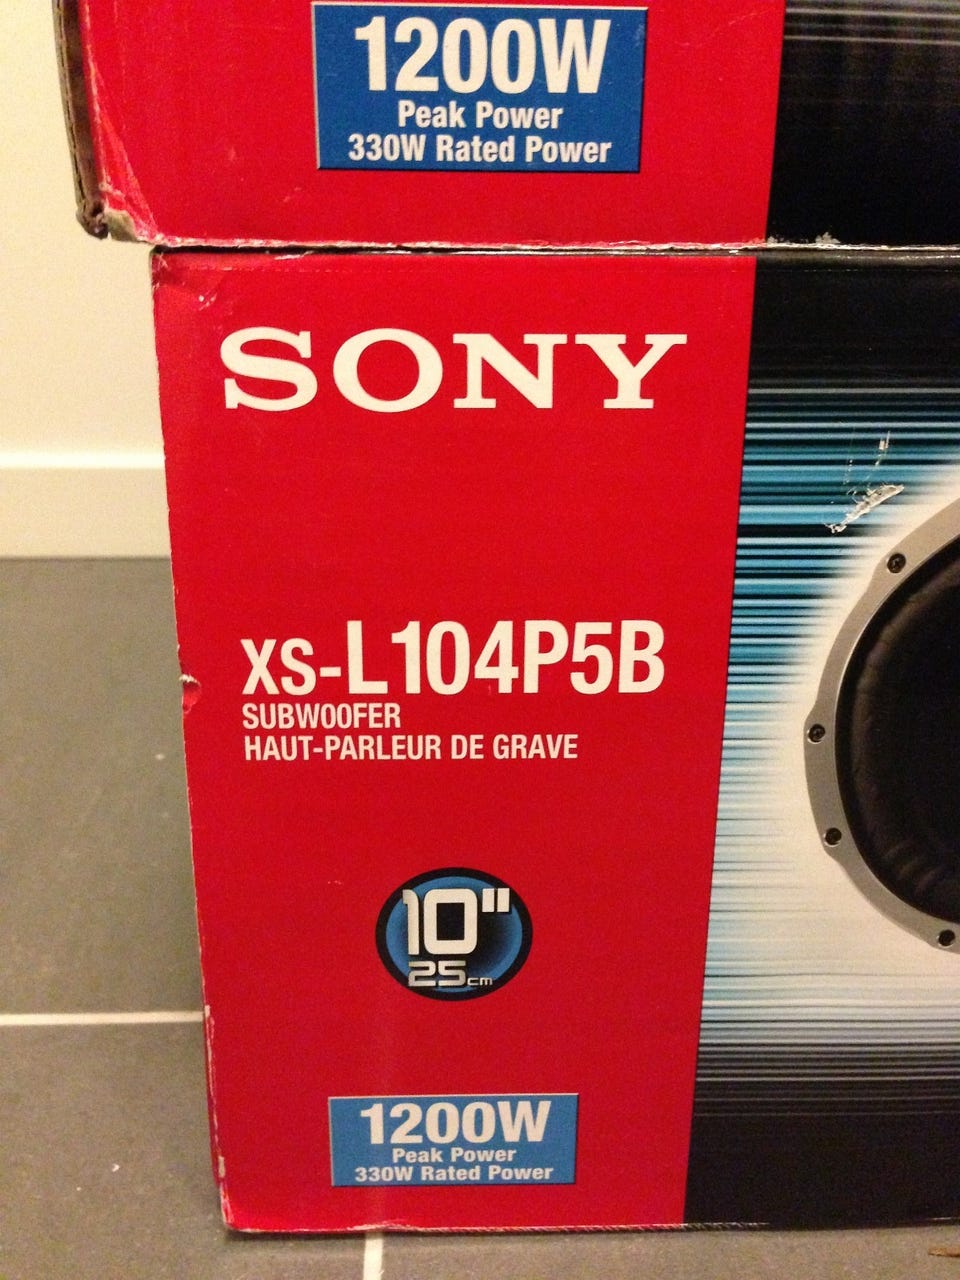 1200W
Peak Power
330W Rated Power
SONY
XS-L104P5B
SUBWOOFER
HAUT-PARLEUR DE GRAVE
10"
25cm
1200W
Peak Power
330W Rated Power